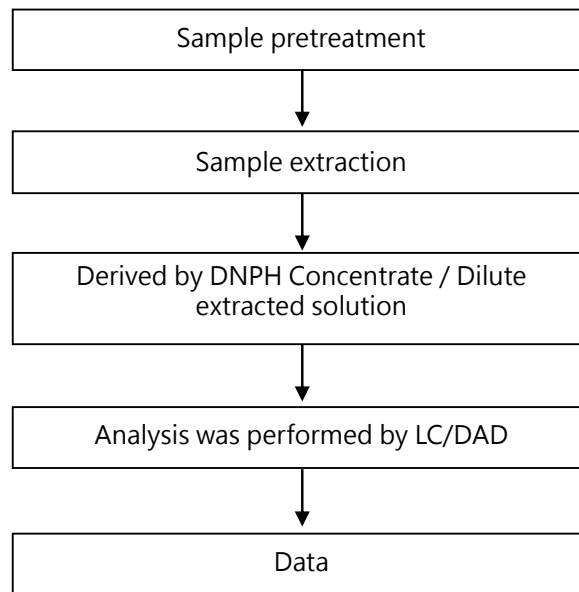 Sample pretreatment
Sample extraction
Derived by DNPH Concentrate / Dilute
extracted solution
Analysis was performed by LC/DAD
Data